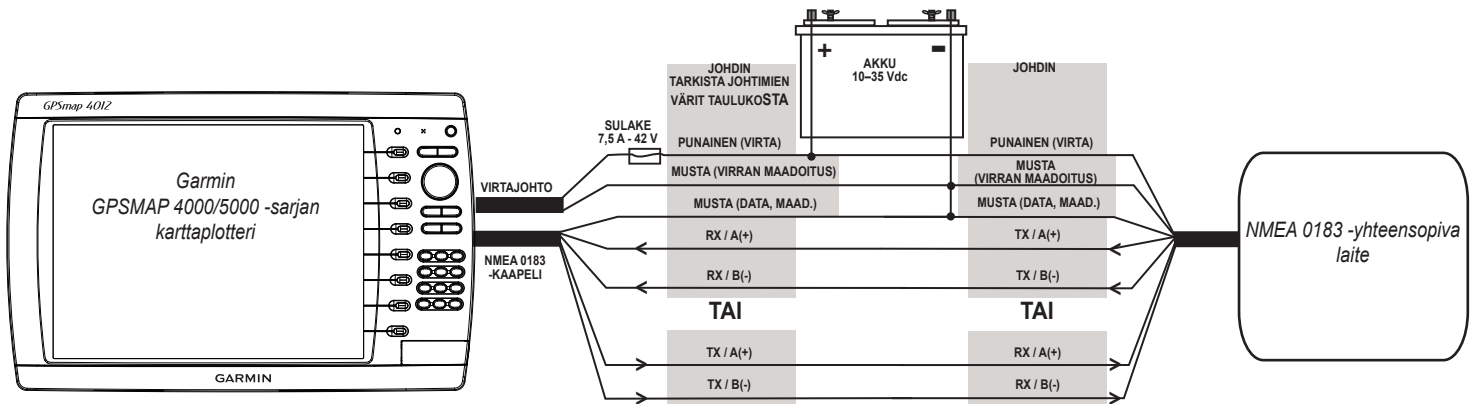 GPSmap 4012
Garmin
GPSMAP 4000/5000 -sarjan
karttaplotteri
GARMIN
VIRTAJOHTO
NMEA 0183
-KAAPELI
SULAKE
7,5 A - 42 V
JOHDIN
TARKISTA JOHTIMIEN
VÄRIT TAULUKOSTA
PUNAINEN (VIRTA)
MUSTA (VIRRAN MAADOITUS)
MUSTA (DATA, MAAD.)
RX / A(+)
RX / B(-)
TAI
TX / A(+)
TX / B(-)
+
-
AKKU
10–35 Vdc
JOHDIN
PUNAINEN (VIRTA)
MUSTA
(VIRRAN MAADOITUS)
MUSTA (DATA, MAAD.)
TX / A(+)
TX / B(-)
TAI
RX / A(+)
RX / B(-)
NMEA 0183 -yhteensopiva
laite